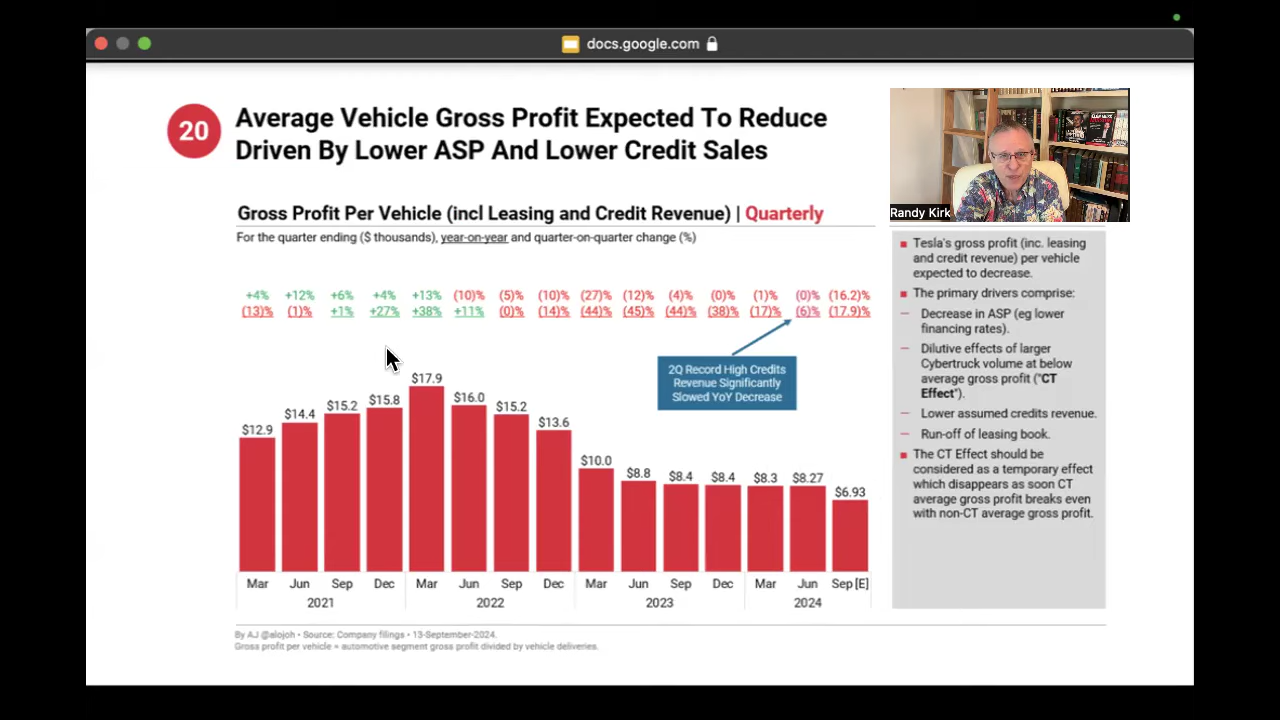 docs.google.com
20
Average Vehicle Gross Profit Expected To Reduce
Driven By Lower ASP And Lower Credit Sales
Randy Kirk
Gross Profit Per Vehicle (incl Leasing and Credit Revenue) | Quarterly
For the quarter ending ($ thousands), year-on-year and quarter-on-quarter change (%)
+4% +12% +6% +4% +13% (10)% (5)% (10)% (27)% (12)% (4)% (0)% (1)% (0)% (16.2)%
(13)% (1)% +1% +27% +38% +11% (0)% (14)% (44)% (45)% (44)% (38)% (17)% (6)% (17.9)%
2Q Record High Credits
Revenue Significantly
Slowed YoY Decrease
$12.9 $14.4 $15.2 $15.8 $17.9 $16.0 $15.2 $13.6 $10.0 $8.8 $8.4 $8.4 $8.3 $8.27 $6.93
Mar Jun Sep Dec Mar Jun Sep Dec Mar Jun Sep Dec Mar Jun Sep [E]
2021 2022 2023 2024
Tesla's gross profit (inc. leasing
and credit revenue) per vehicle
expected to decrease.
The primary drivers comprise:
Decrease in ASP (eg lower
financing rates).
Dilutive effects of larger
Cybertruck volume at below
average gross profit ("CT
Effect").
Lower assumed credits revenue.
Run-off of leasing book.
The CT Effect should be
considered as a temporary effect
which disappears as soon CT
average gross profit breaks even
with non-CT average gross profit.
By AJ @alojoh • Source: Company filings • 13-September-2024.
Gross profit per vehicle = automotive segment gross profit divided by vehicle deliveries.